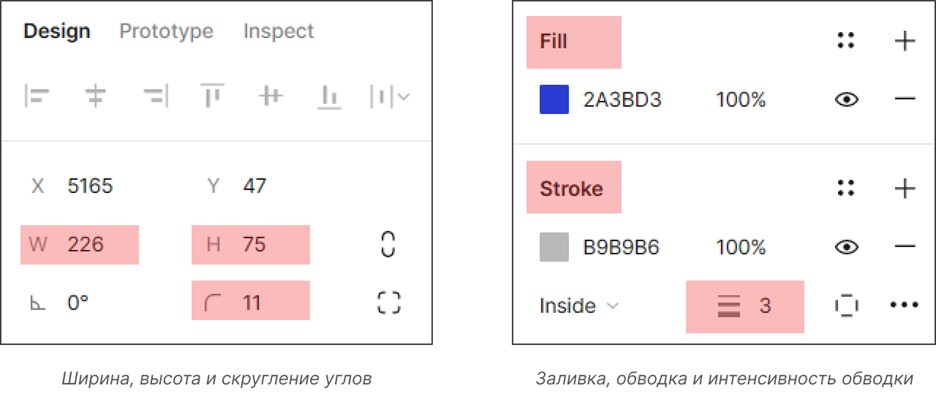 Design Prototype Inspect
X 5165 Y 47
W 226 H 75
0° 11
Ширина, высота и скругление углов
Fill
2A3BD3 100%
Stroke
B9B9B6 100%
Inside 3
Заливка, обводка и интенсивность обводки